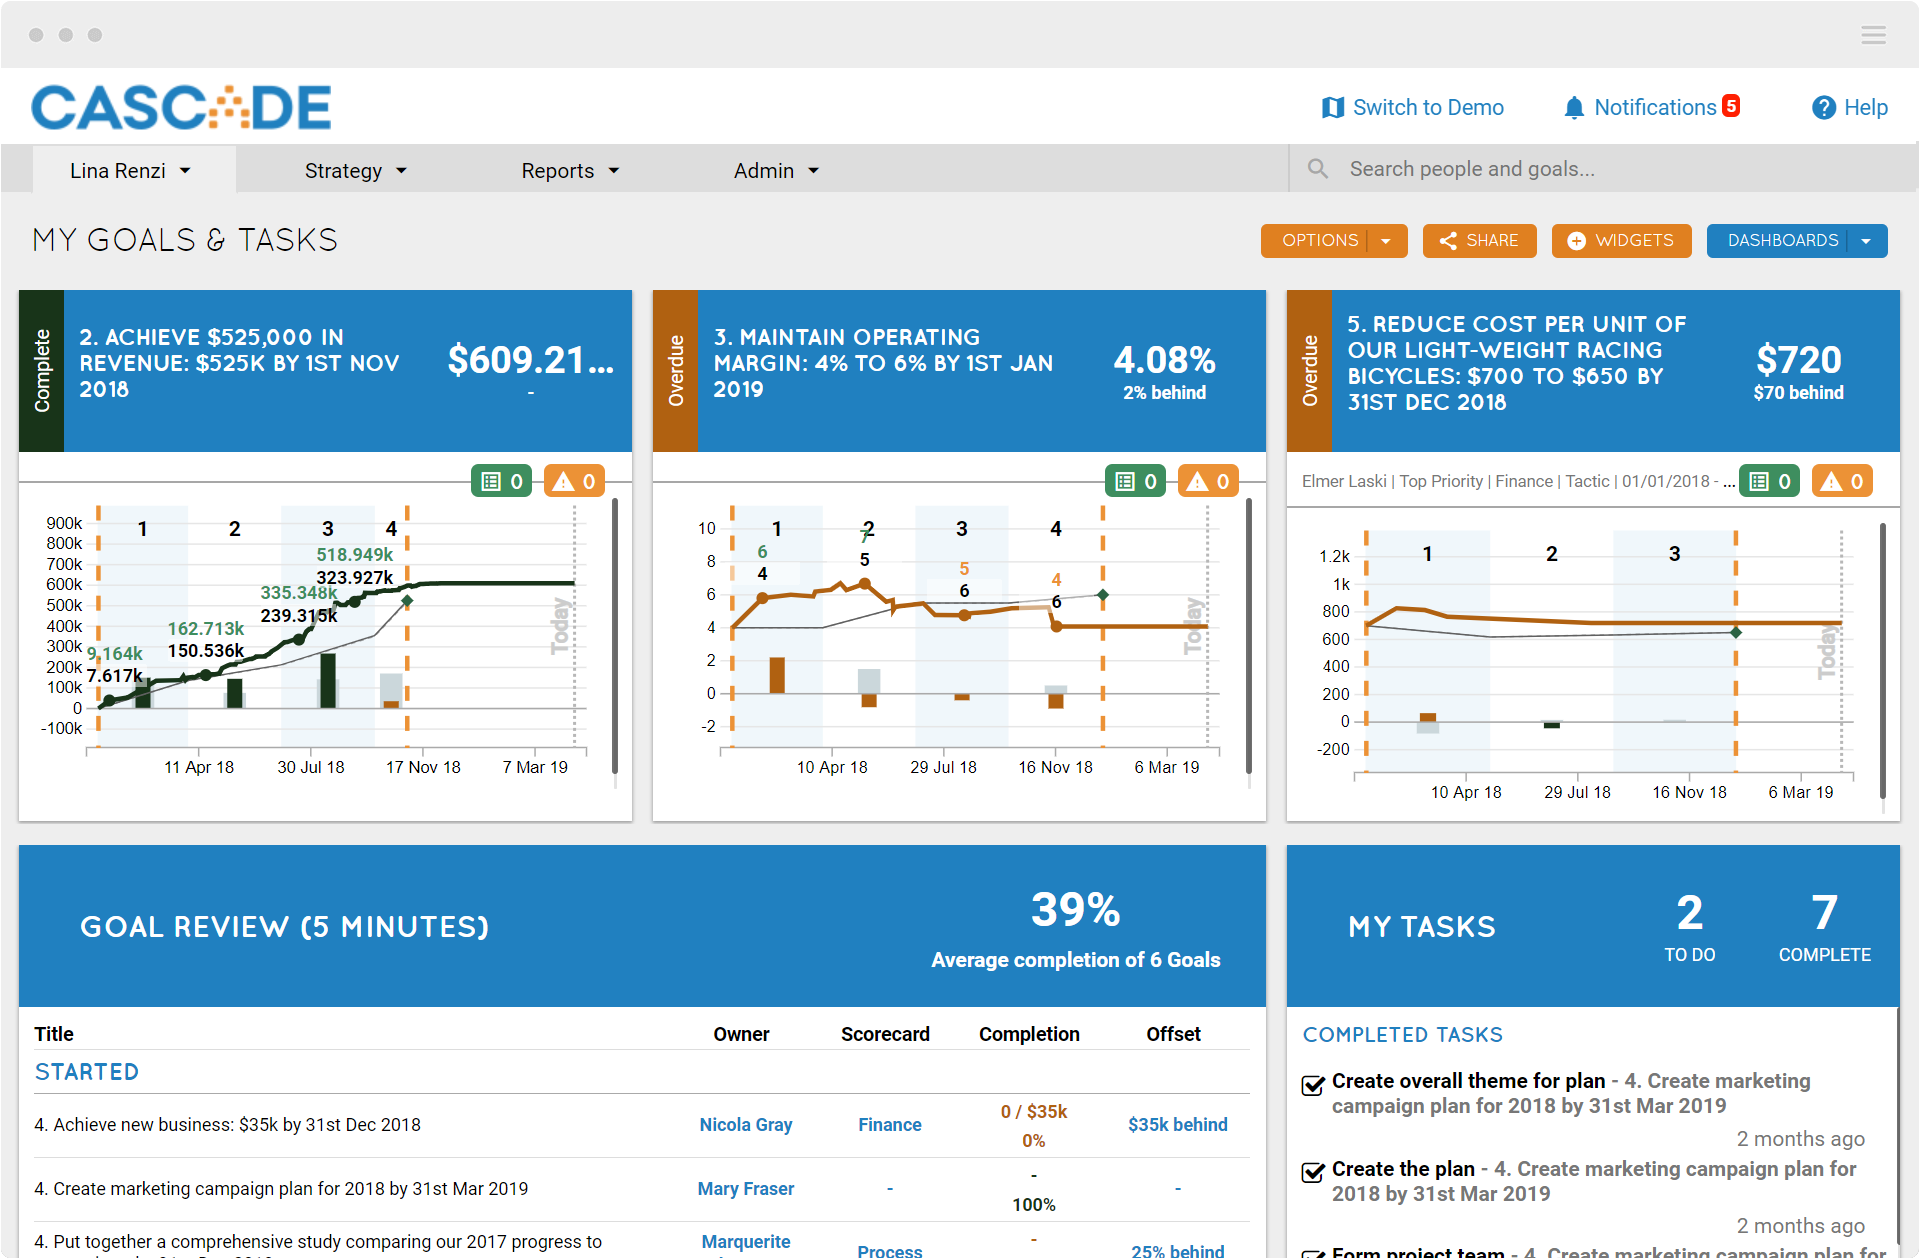 CASCADE
Switch to Demo
Notifications 5
Help
Lina Renzi
Strategy
Reports
Admin
Search people and goals...
MY GOALS & TASKS
OPTIONS
SHARE
WIDGETS
DASHBOARDS
Complete
2. ACHIEVE $525,000 IN
REVENUE: $525K BY 1ST NOV
2018
$609.21...
-
0
0
900k
800k
700k
600k
500k
400k
300k
200k
100k
0
-100k
1
2
3
4
518.949k
323.927k
335.348k
239.315k
162.713k
150.536k
9.164k
7.617k
Today
11 Apr 18
30 Jul 18
17 Nov 18
7 Mar 19
Overdue
3. MAINTAIN OPERATING
MARGIN: 4% TO 6% BY 1ST JAN
2019
4.08%
2% behind
0
0
10
8
6
4
2
0
-2
1
2
3
4
6
4
7
5
5
6
4
6
Today
10 Apr 18
29 Jul 18
16 Nov 18
6 Mar 19
Overdue
5. REDUCE COST PER UNIT OF
OUR LIGHT-WEIGHT RACING
BICYCLES: $700 TO $650 BY
31ST DEC 2018
$720
$70 behind
Elmer Laski | Top Priority | Finance | Tactic | 01/01/2018 - ...
0
0
1.2k
1k
800
600
400
200
0
-200
1
2
3
Today
10 Apr 18
29 Jul 18
16 Nov 18
6 Mar 19
GOAL REVIEW (5 MINUTES)
39%
Average completion of 6 Goals
Title
Owner
Scorecard
Completion
Offset
STARTED
4. Achieve new business: $35k by 31st Dec 2018
Nicola Gray
Finance
0 / $35k
0%
$35k behind
4. Create marketing campaign plan for 2018 by 31st Mar 2019
Mary Fraser
-
-
100%
-
4. Put together a comprehensive study comparing our 2017 progress to
Marquerite
Process
-
25% behind
MY TASKS
2
TO DO
7
COMPLETE
COMPLETED TASKS
Create overall theme for plan - 4. Create marketing
campaign plan for 2018 by 31st Mar 2019
2 months ago
Create the plan - 4. Create marketing campaign plan for
2018 by 31st Mar 2019
2 months ago
Form project team - 4. Create marketing campaign plan for